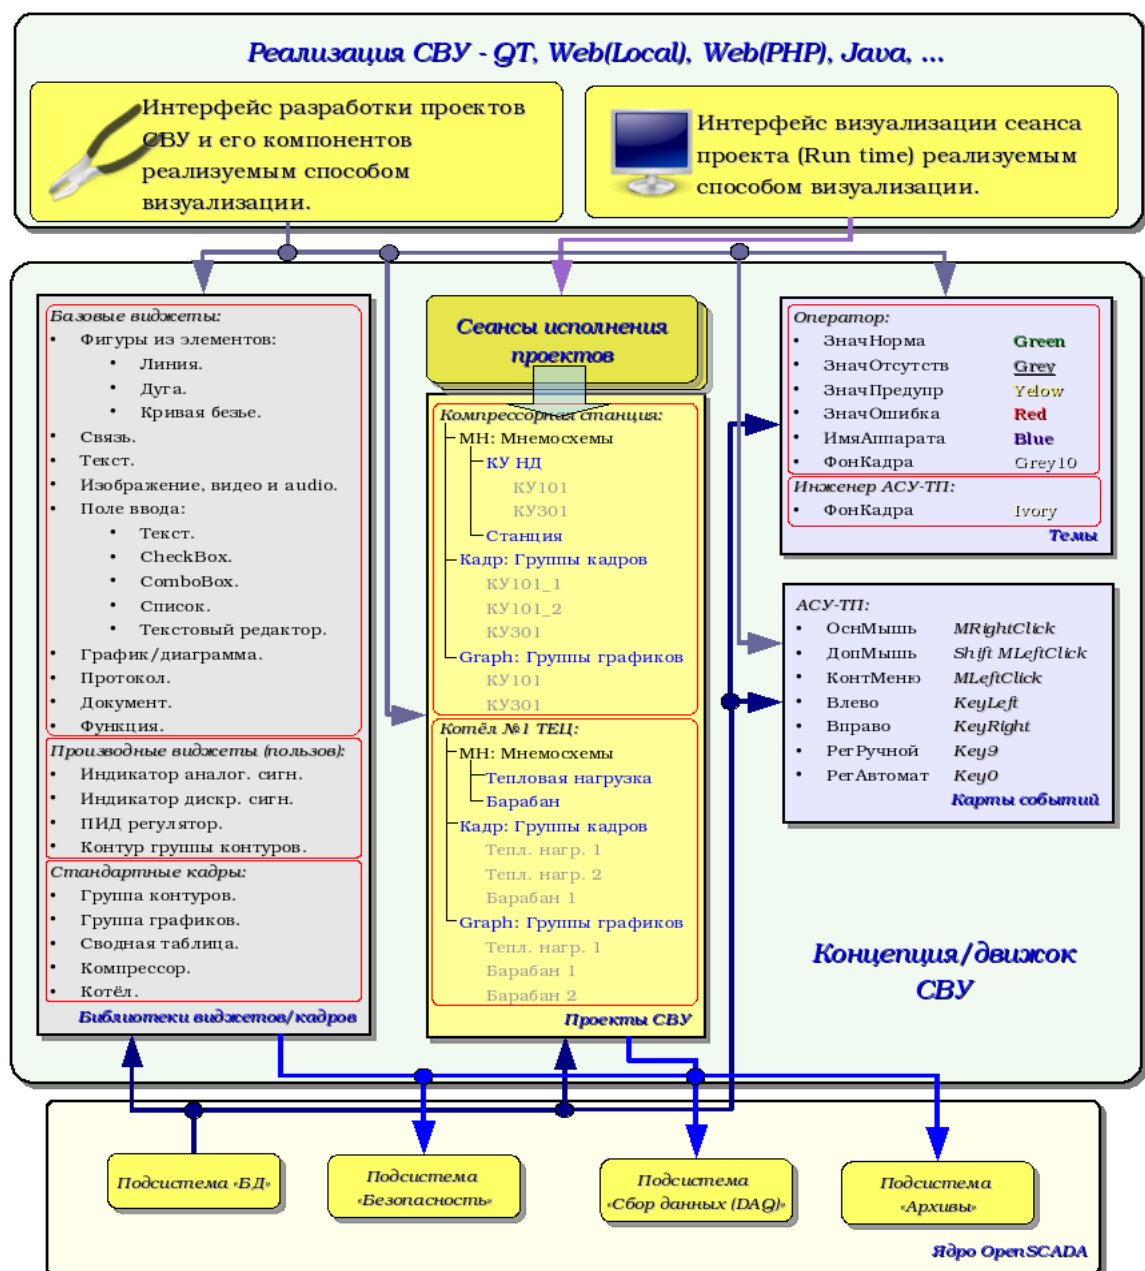 Реализация СВУ - QT, Web(Local), Web(PHP), Java, ...
Интерфейс разработки проектов
СВУ и его компонентов
реализуемым способом
визуализации.
Интерфейс визуализации сеанса
проекта (Run time) реализуемым
способом визуализации.
Базовые виджеты:
• Фигуры из элементов:
• Линия.
• Дуга.
• Кривая безье.
• Связь.
• Текст.
• Изображение, видео и audio.
• Поле ввода:
• Текст.
• CheckBox.
• ComboBox.
• Список.
• Текстовый редактор.
• График/диаграмма.
• Протокол.
• Документ.
• Функция.
Производные виджеты (пользов):
• Индикатор аналог. сигн.
• Индикатор дискр. сигн.
• ПИД регулятор.
• Контур группы контуров.
Стандартные кадры:
• Группа контуров.
• Группа графиков.
• Сводная таблица.
• Компрессор.
• Котёл.
Библиотеки виджетов/кадров
Сеансы исполнения
проектов
Компрессорная станция:
МН: Мнемосхемы
КУ НД
КУ101
КУ301
Станция
Кадр: Группы кадров
КУ101_1
КУ101_2
КУ301
Graph: Группы графиков
КУ101
КУ301
Котёл №1 ТЕЦ:
МН: Мнемосхемы
Тепловая нагрузка
Барабан
Кадр: Группы кадров
Тепл. нагр. 1
Тепл. нагр. 2
Барабан 1
Graph: Группы графиков
Тепл. нагр. 1
Барабан 1
Барабан 2
Проекты СВУ
Оператор:
• ЗначНорма Green
• ЗначОтсутств Grey
• ЗначПредупр Yelow
• ЗначОшибка Red
• ИмяАппарата Blue
• ФонКадра Grey10
Инженер АСУ-ТП:
• ФонКадра Ivory
Темы
АСУ-ТП:
• ОснМышь MRightClick
• ДопМышь Shift MLeftClick
• КонтМеню MLeftClick
• Влево KeyLeft
• Вправо KeyRight
• РегРучной Key9
• РегАвтомат Key0
Карты событий
Концепция/движок
СВУ
Подсистема «БД»
Подсистема
«Безопасность»
Подсистема
«Сбор данных (DAQ)»
Подсистема
«Архивы»
Ядро OpenSCADA